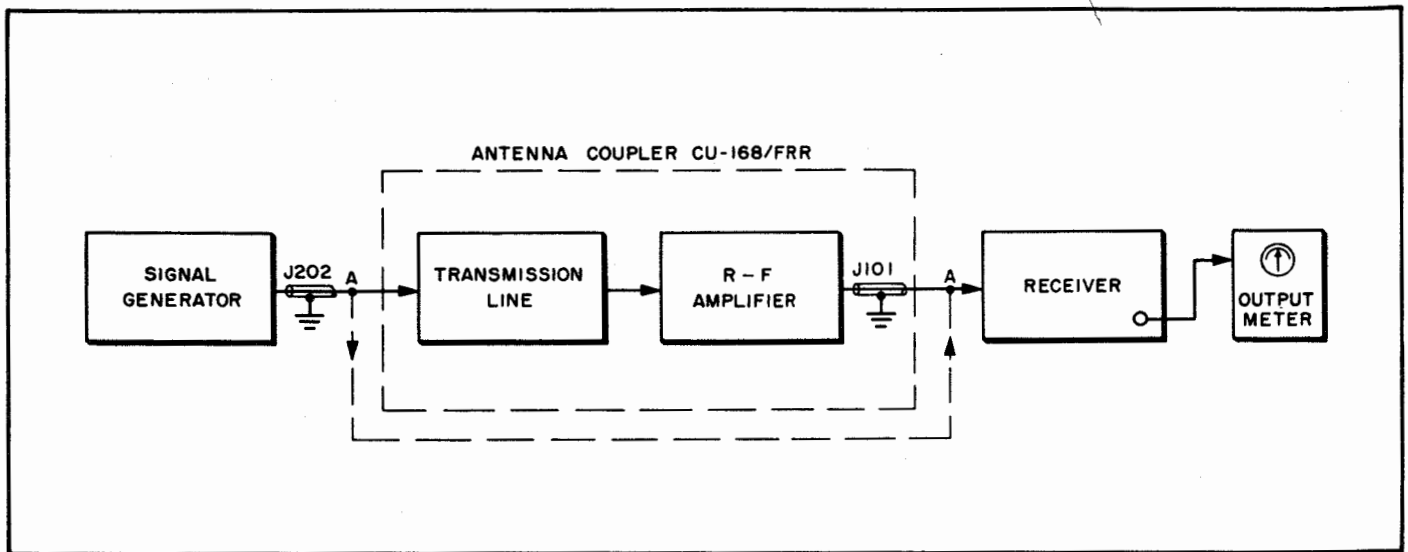 ANTENNA COUPLER CU-168/FRR
SIGNAL
GENERATOR
J202
A
TRANSMISSION
LINE
R-F
AMPLIFIER
J101
A
RECEIVER
OUTPUT
METER